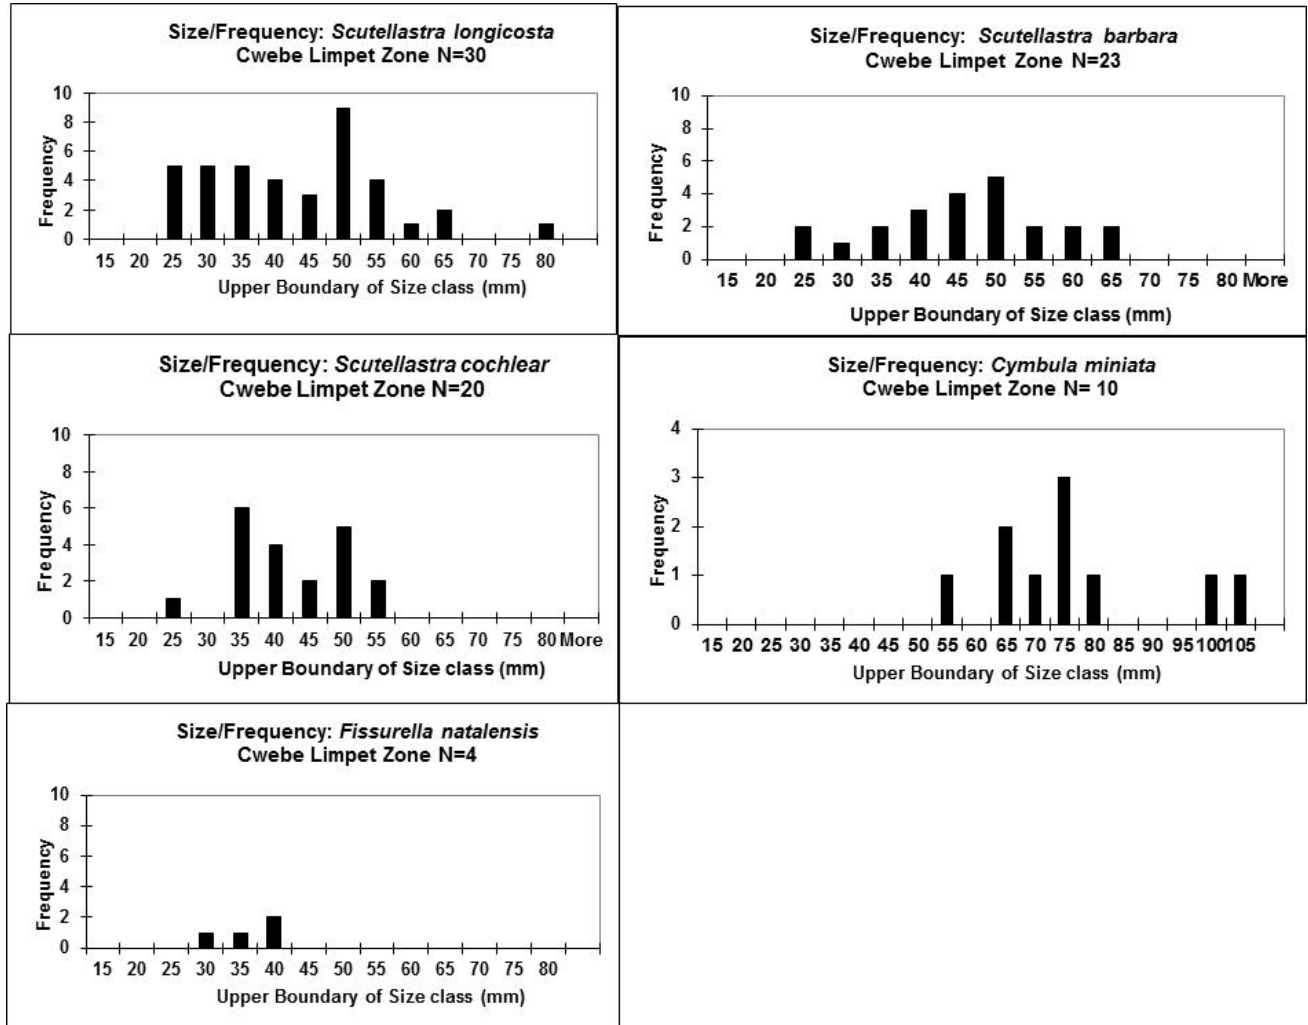 Size/Frequency: Scutellastra longicosta
Cwebe Limpet Zone N=30
Frequency
10
8
6
4
2
0
15 20 25 30 35 40 45 50 55 60 65 70 75 80
Upper Boundary of Size class (mm)
Size/Frequency: Scutellastra barbara
Cwebe Limpet Zone N=23
Frequency
10
8
6
4
2
0
15 20 25 30 35 40 45 50 55 60 65 70 75 80 More
Upper Boundary of Size class (mm)
Size/Frequency: Scutellastra cochlear
Cwebe Limpet Zone N=20
Frequency
10
8
6
4
2
0
15 20 25 30 35 40 45 50 55 60 65 70 75 80 More
Upper Boundary of Size class (mm)
Size/Frequency: Cymbula miniata
Cwebe Limpet Zone N= 10
Frequency
4
3
2
1
0
15 20 25 30 35 40 45 50 55 65 70 75 80 85 90 95 100 105
Upper Boundary of Size class (mm)
Size/Frequency: Fissurella natalensis
Cwebe Limpet Zone N=4
Frequency
10
8
6
4
2
0
15 20 25 30 35 40 45 50 55 60 65 70 75 80
Upper Boundary of Size class (mm)